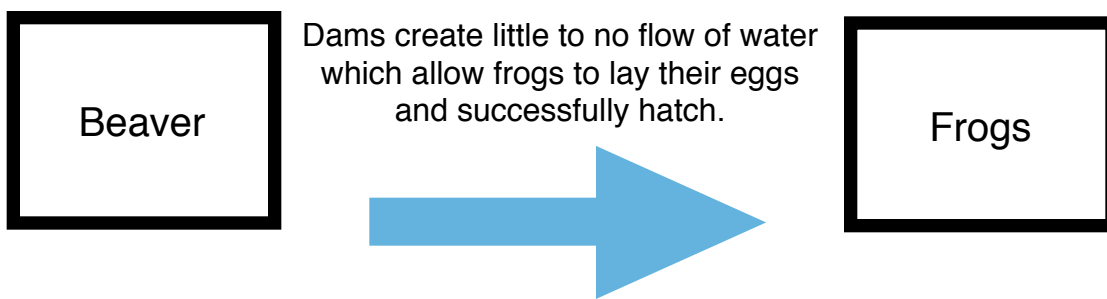 Beaver
Dams create little to no flow of water
which allow frogs to lay their eggs
and successfully hatch.
Frogs